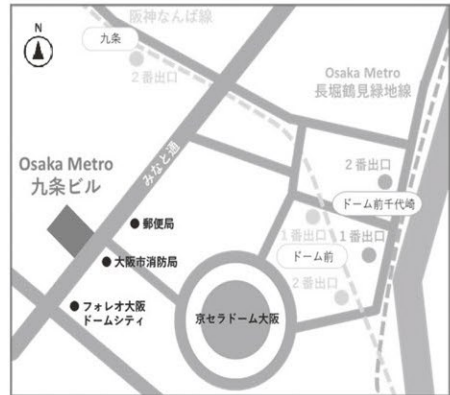 阪神なんば線
N
九条
2番出口
Osaka Metro
長堀鶴見緑地線
みなと通
Osaka Metro
九条ビル
2番出口
ドーム前千代崎
郵便局
1番出口
1番出口
ドーム前
大阪市消防局
2番出口
フォレオ大阪
ドームシティ
京セラドーム大阪